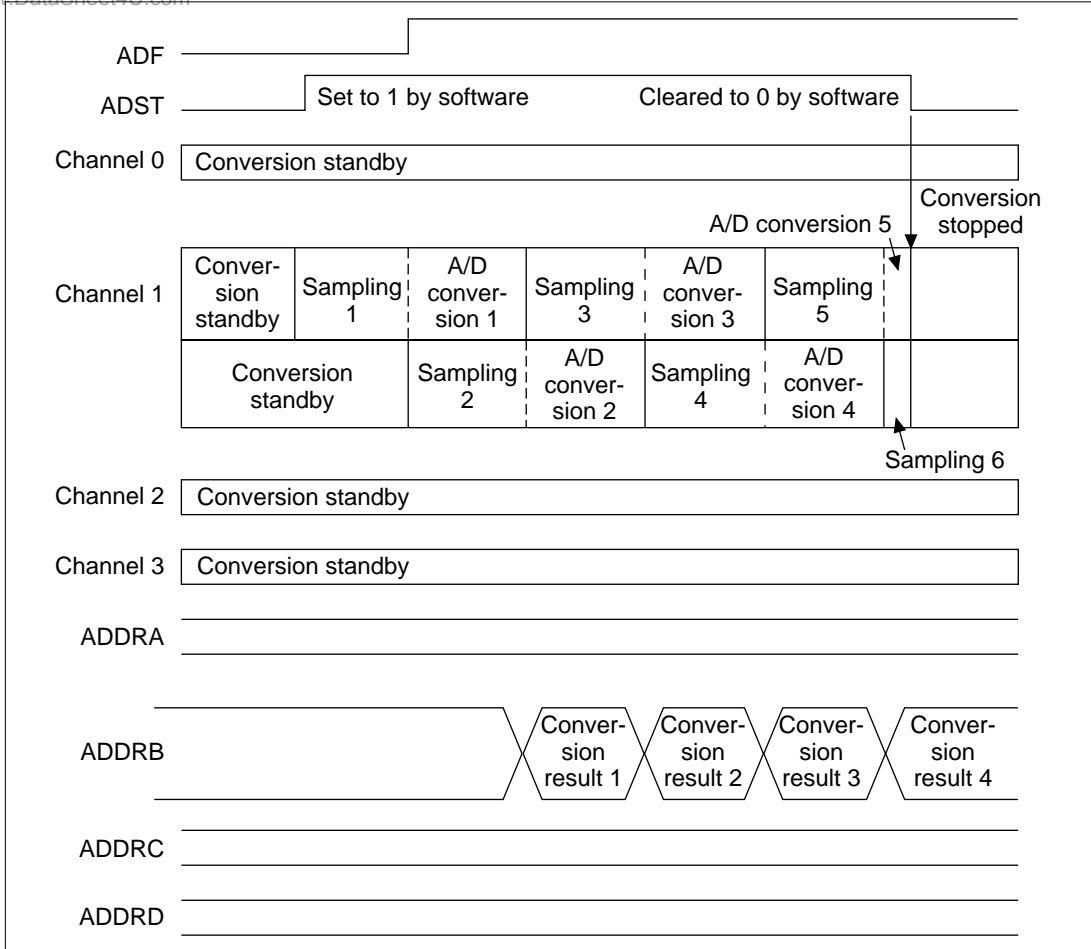 w.DataSheet4U.com
ADF
ADST
Set to 1 by software
Cleared to 0 by software
Channel 0
Conversion standby
Conversion
stopped
A/D conversion 5
Channel 1
Conver-
sion
standby
Sampling
1
A/D
conver-
sion 1
Sampling
3
A/D
conver-
sion 3
Sampling
5
Conversion
standby
Sampling
2
A/D
conver-
sion 2
Sampling
4
A/D
conver-
sion 4
Sampling 6
Channel 2
Conversion standby
Channel 3
Conversion standby
ADDRA
ADDRB
Conver-
sion
result 1
Conver-
sion
result 2
Conver-
sion
result 3
Conver-
sion
result 4
ADDRC
ADDRD